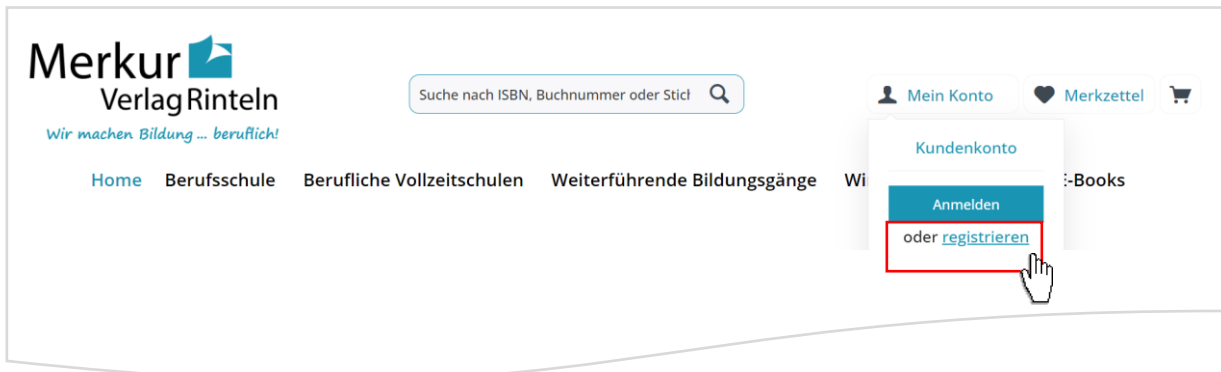 Merkur
Verlag Rinteln
Wir machen Bildung ... beruflich!
Suche nach ISBN, Buchnummer oder Stich
Mein Konto
Merkzettel
Kundenkonto
Home Berufsschule Berufliche Vollzeitschulen Weiterführende Bildungsgänge Wi E-Books
Anmelden
oder registrieren